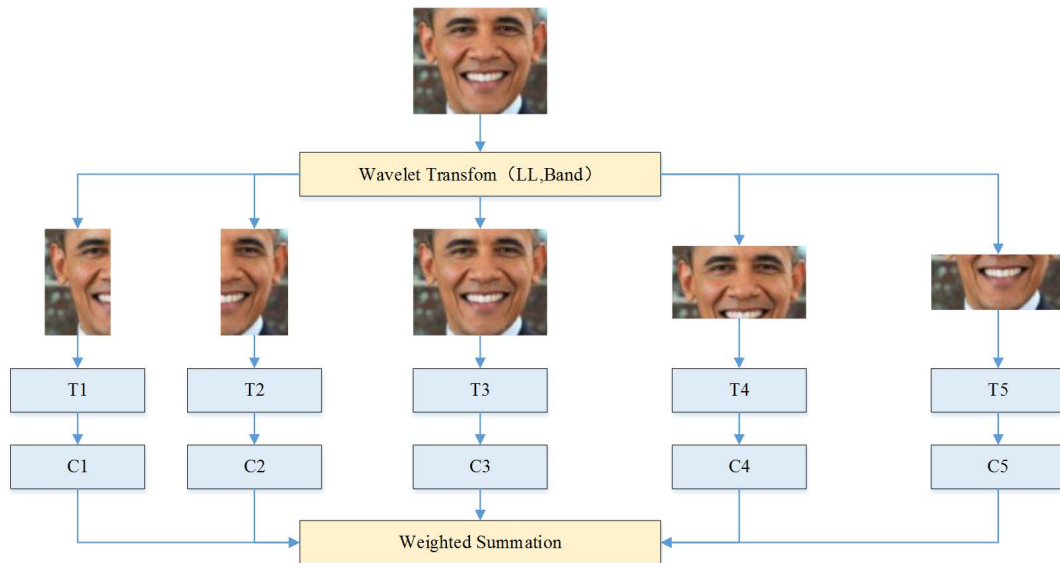 Wavelet Transfom（LL,Band）
T1
T2
T3
T4
T5
C1
C2
C3
C4
C5
Weighted Summation